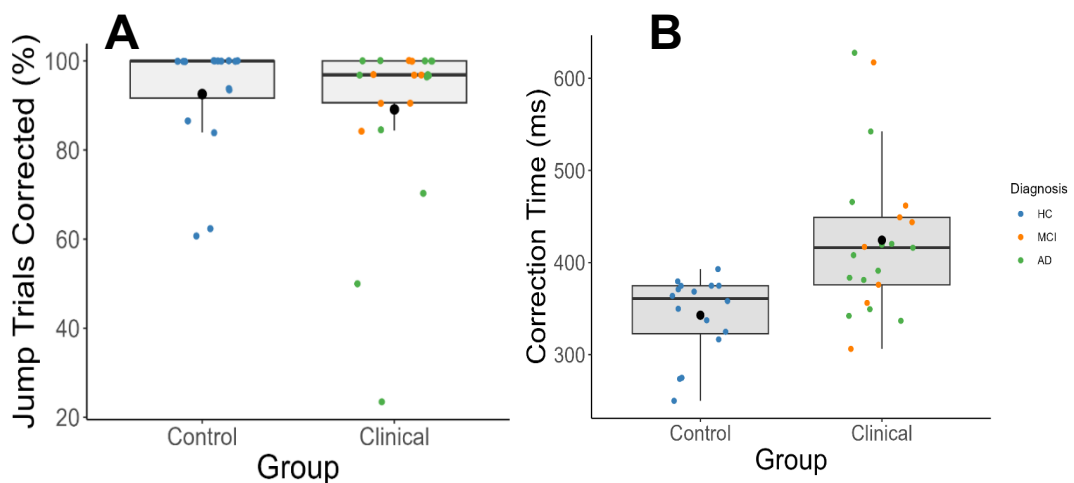 A
Jump Trials Corrected (%)
100
80
60
40
20
Control
Clinical
Group
B
Correction Time (ms)
600
500
400
300
Control
Clinical
Group
Diagnosis
HC
MCI
AD